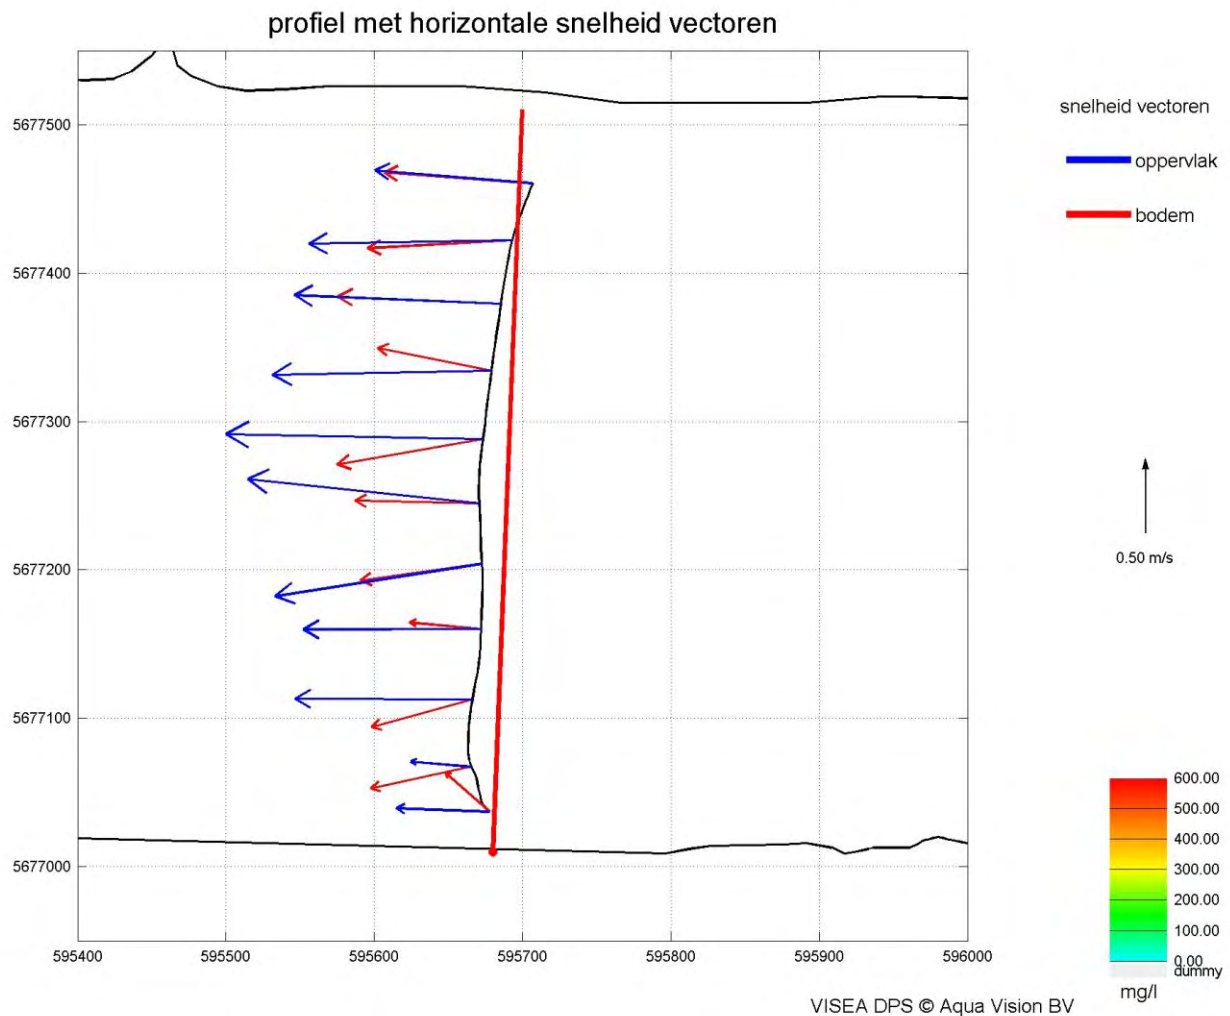 profiel met horizontale snelheid vectoren
snelheid vectoren
oppervlak
bodem
5677500
5677400
5677300
5677200
5677100
5677000
595400
595500
595600
595700
595800
595900
596000
0.50 m/s
600.00
500.00
400.00
300.00
200.00
100.00
0.00
dummy
mg/l
VISEA DPS © Aqua Vision BV